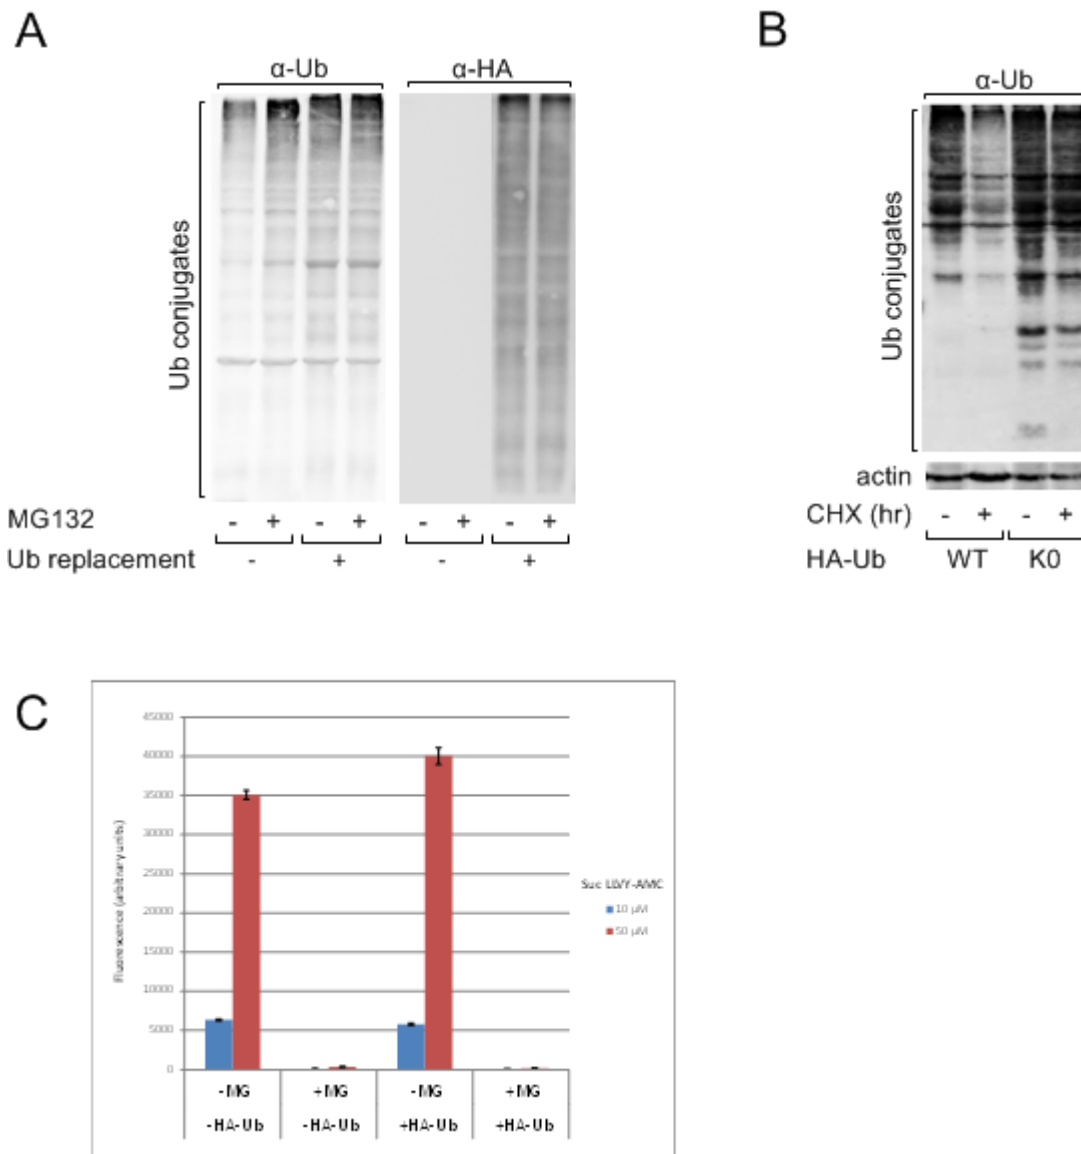 A
α-Ub
α-HA
Ub conjugates
MG132 - + - + - + - +
Ub replacement - + - +
B
α-Ub
Ub conjugates
actin
CHX (hr) - + - +
HA-Ub WT K0
C
Fluorescence (arbitrary units)
45000
40000
35000
30000
25000
20000
15000
10000
5000
0
-MG +MG -MG +MG
-HA-Ub -HA-Ub +HA-Ub +HA-Ub
Suc LLVY-AMC
10 µM
50 µM